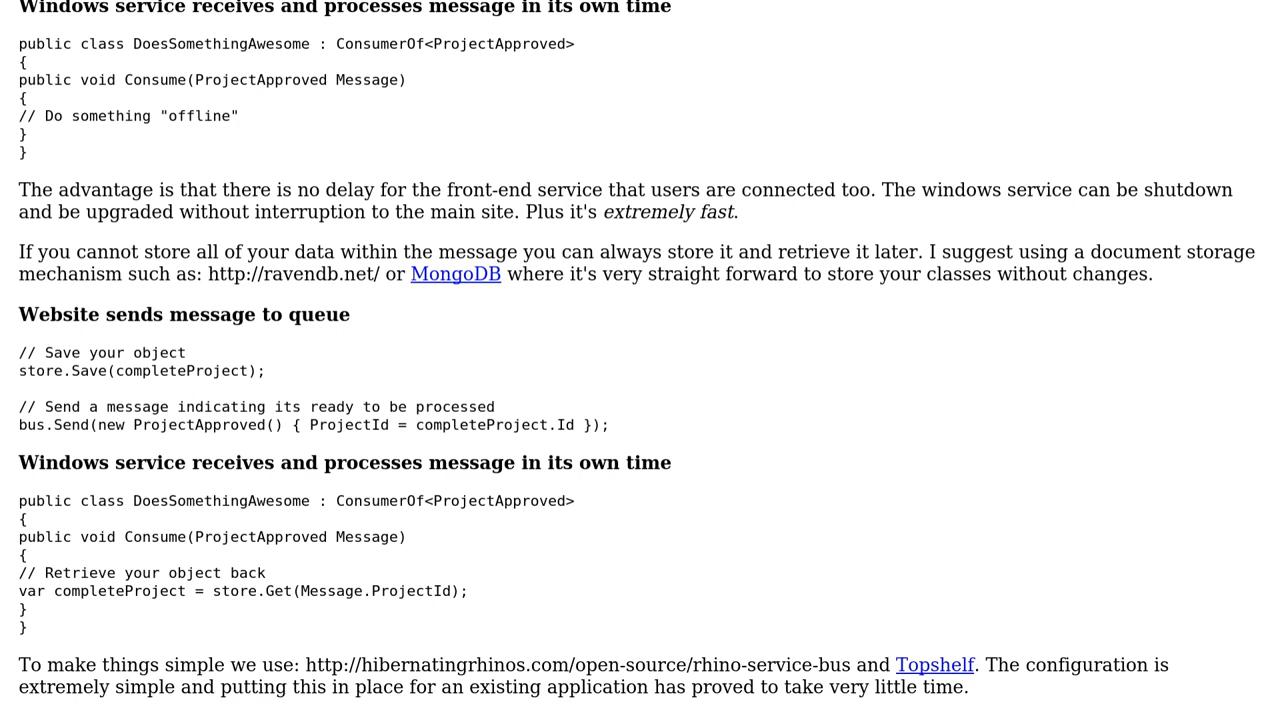 Windows service receives and processes message in its own time
public class DoesSomethingAwesome : ConsumerOf<ProjectApproved>
{
public void Consume(ProjectApproved Message)
{
// Do something "offline"
}
}
The advantage is that there is no delay for the front-end service that users are connected too. The windows service can be shutdown
and be upgraded without interruption to the main site. Plus it's extremely fast.
If you cannot store all of your data within the message you can always store it and retrieve it later. I suggest using a document storage
mechanism such as: http://ravendb.net/ or MongoDB where it's very straight forward to store your classes without changes.
Website sends message to queue
// Save your object
store.Save(completeProject);
// Send a message indicating its ready to be processed
bus.Send(new ProjectApproved() { ProjectId = completeProject.Id });
Windows service receives and processes message in its own time
public class DoesSomethingAwesome : ConsumerOf<ProjectApproved>
{
public void Consume(ProjectApproved Message)
{
// Retrieve your object back
var completeProject = store.Get(Message.ProjectId);
}
}
To make things simple we use: http://hibernatingrhinos.com/open-source/rhino-service-bus and Topshelf. The configuration is
extremely simple and putting this in place for an existing application has proved to take very little time.